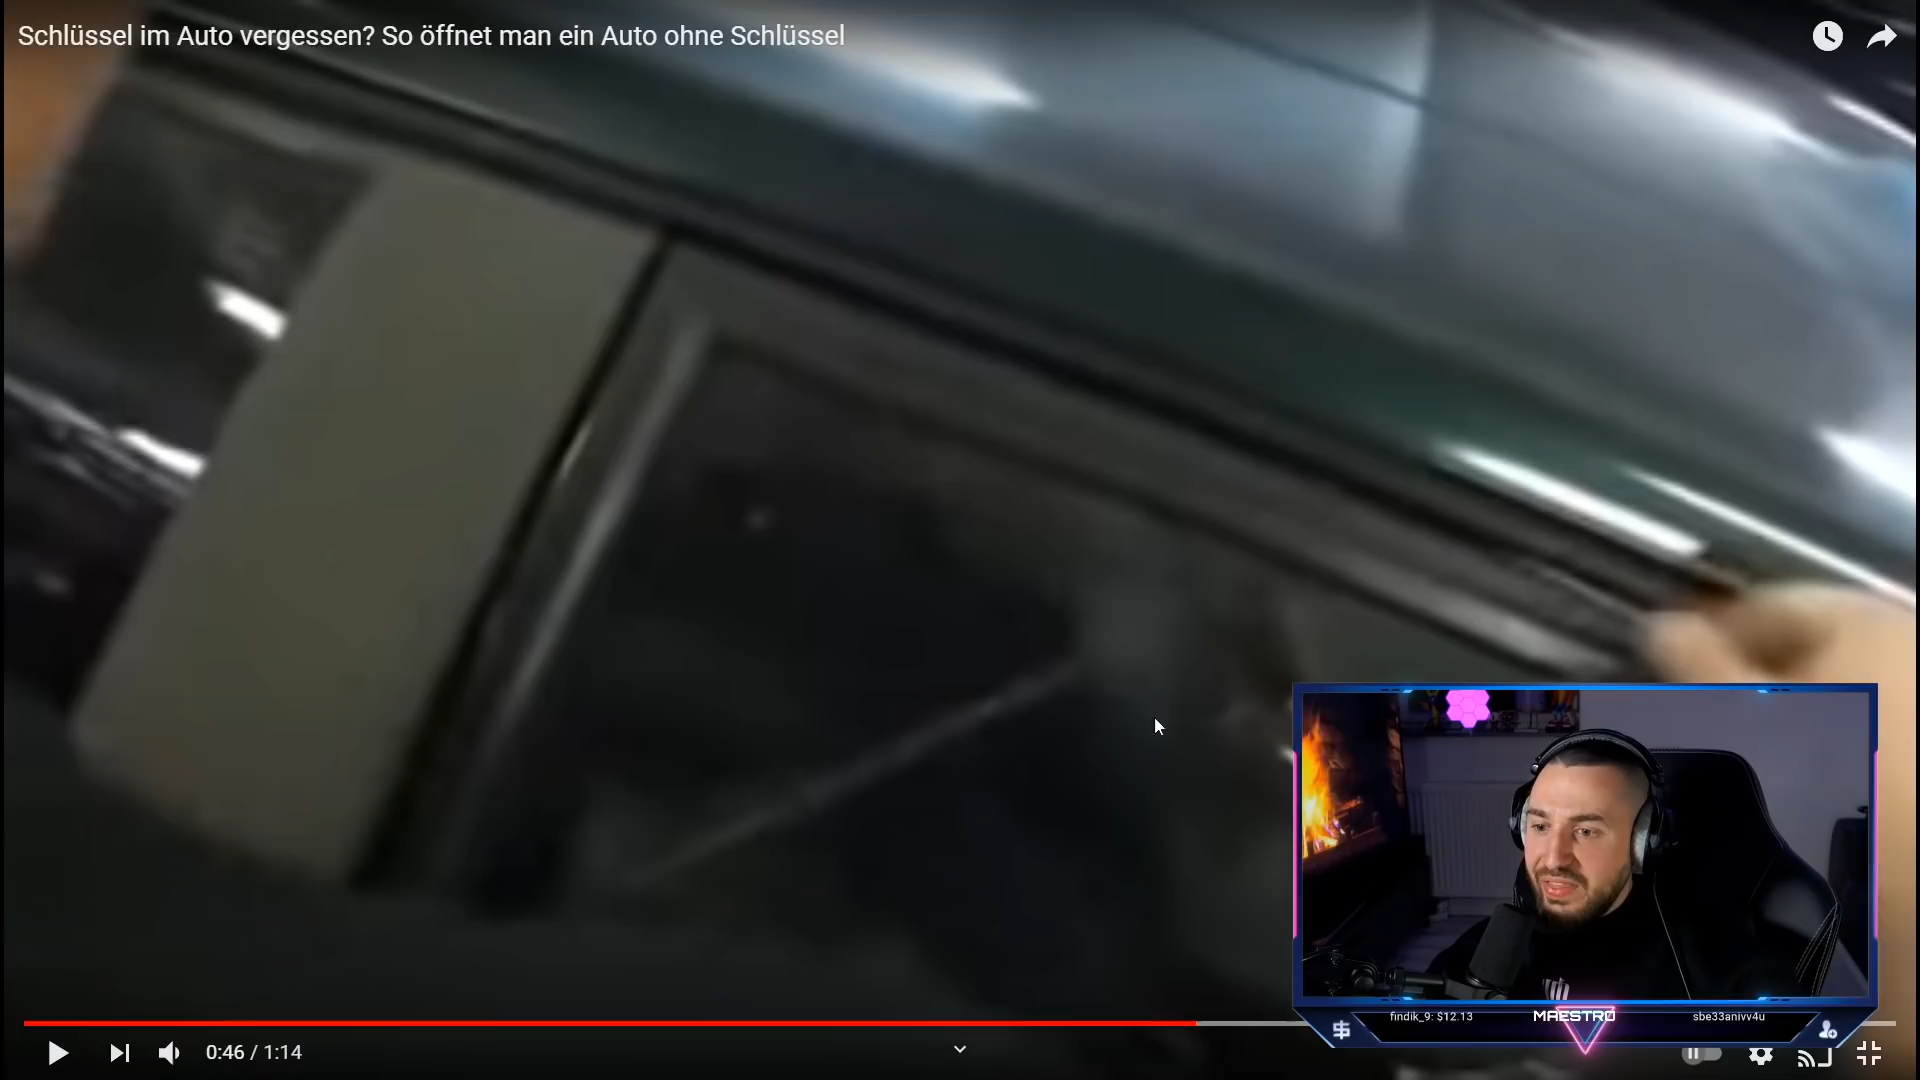 Schlüssel im Auto vergessen? So öffnet man ein Auto ohne Schlüssel
findik_9: $12.13
MAESTRO
sbe33anivv4u
0:46 / 1:14